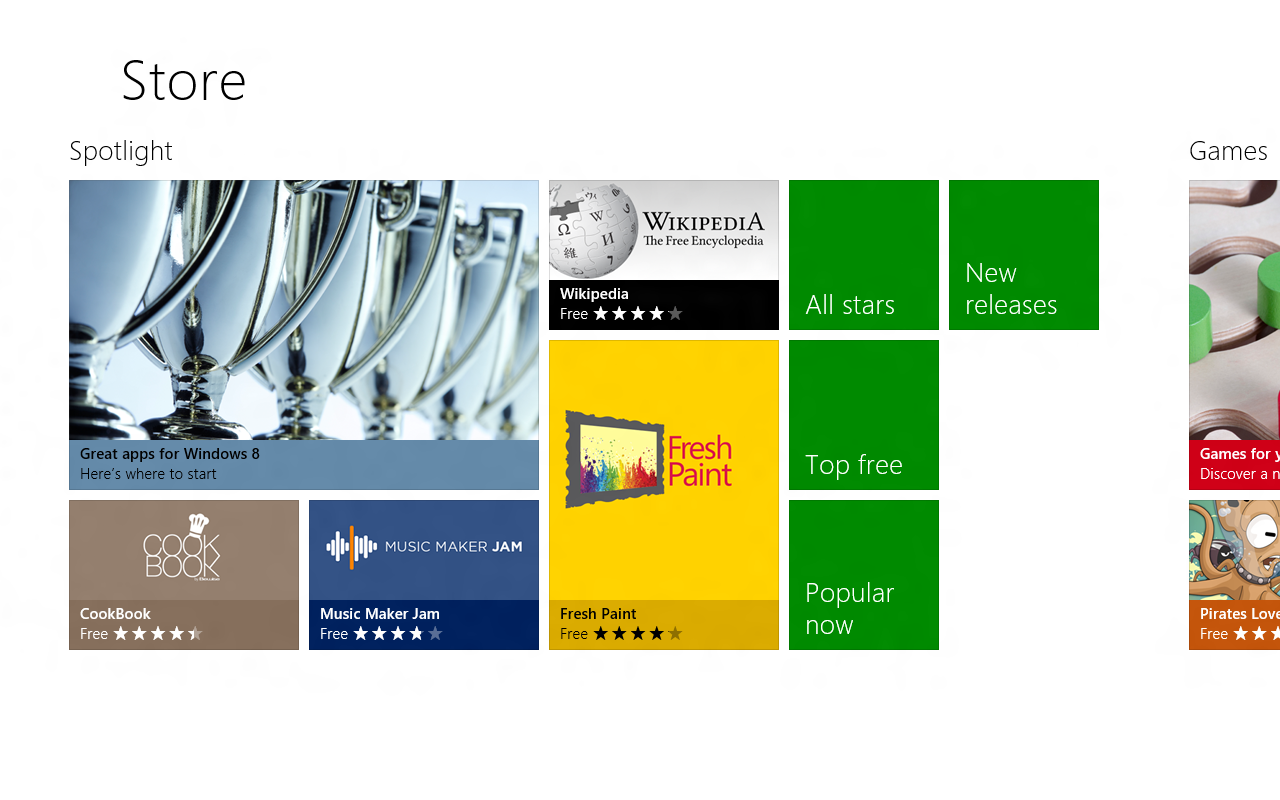 Store
Spotlight
Great apps for Windows 8
Here's where to start
WIKIPEDIA
The Free Encyclopedia
Wikipedia
Free
All stars
New
releases
Fresh
Paint
Fresh Paint
Free
Top free
COOK
BOOK
CookBook
Free
MUSIC MAKER JAM
Music Maker Jam
Free
Popular
now
Games
Games for
Discover a
Pirates Love
Free